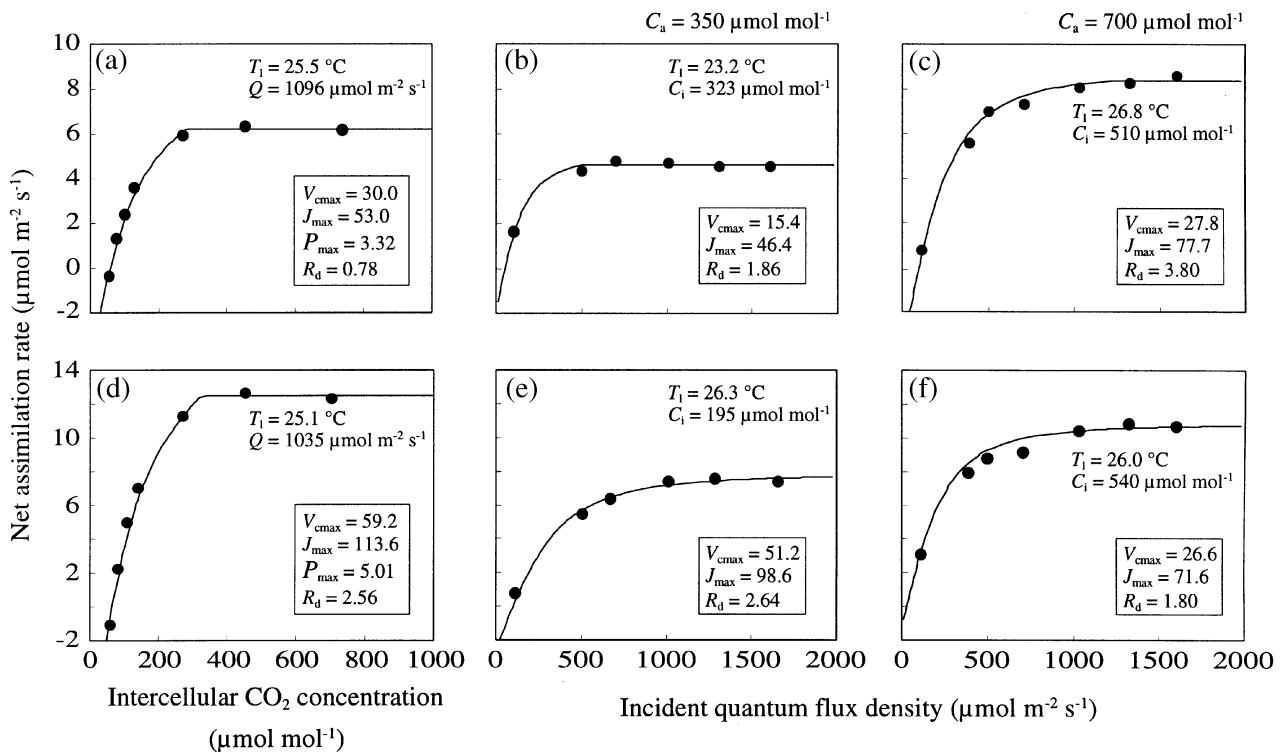 C_a = 350 µmol mol⁻¹
C_a = 700 µmol mol⁻¹
Net assimilation rate (µmol m⁻² s⁻¹)
10
8
6
4
2
0
-2
(a)
T_l = 25.5 °C
Q = 1096 µmol m⁻² s⁻¹
V_cmax = 30.0
J_max = 53.0
P_max = 3.32
R_d = 0.78
(b)
T_l = 23.2 °C
C_i = 323 µmol mol⁻¹
V_cmax = 15.4
J_max = 46.4
R_d = 1.86
(c)
T_l = 26.8 °C
C_i = 510 µmol mol⁻¹
V_cmax = 27.8
J_max = 77.7
R_d = 3.80
14
10
6
2
-2
(d)
T_l = 25.1 °C
Q = 1035 µmol m⁻² s⁻¹
V_cmax = 59.2
J_max = 113.6
P_max = 5.01
R_d = 2.56
(e)
T_l = 26.3 °C
C_i = 195 µmol mol⁻¹
V_cmax = 51.2
J_max = 98.6
R_d = 2.64
(f)
T_l = 26.0 °C
C_i = 540 µmol mol⁻¹
V_cmax = 26.6
J_max = 71.6
R_d = 1.80
0 200 400 600 800 1000
0 500 1000 1500 2000
0 500 1000 1500 2000
Intercellular CO₂ concentration
(µmol mol⁻¹)
Incident quantum flux density (µmol m⁻² s⁻¹)